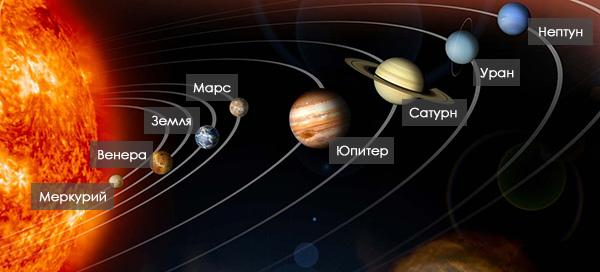 Меркурий
Венера
Земля
Марс
Юпитер
Сатурн
Уран
Нептун